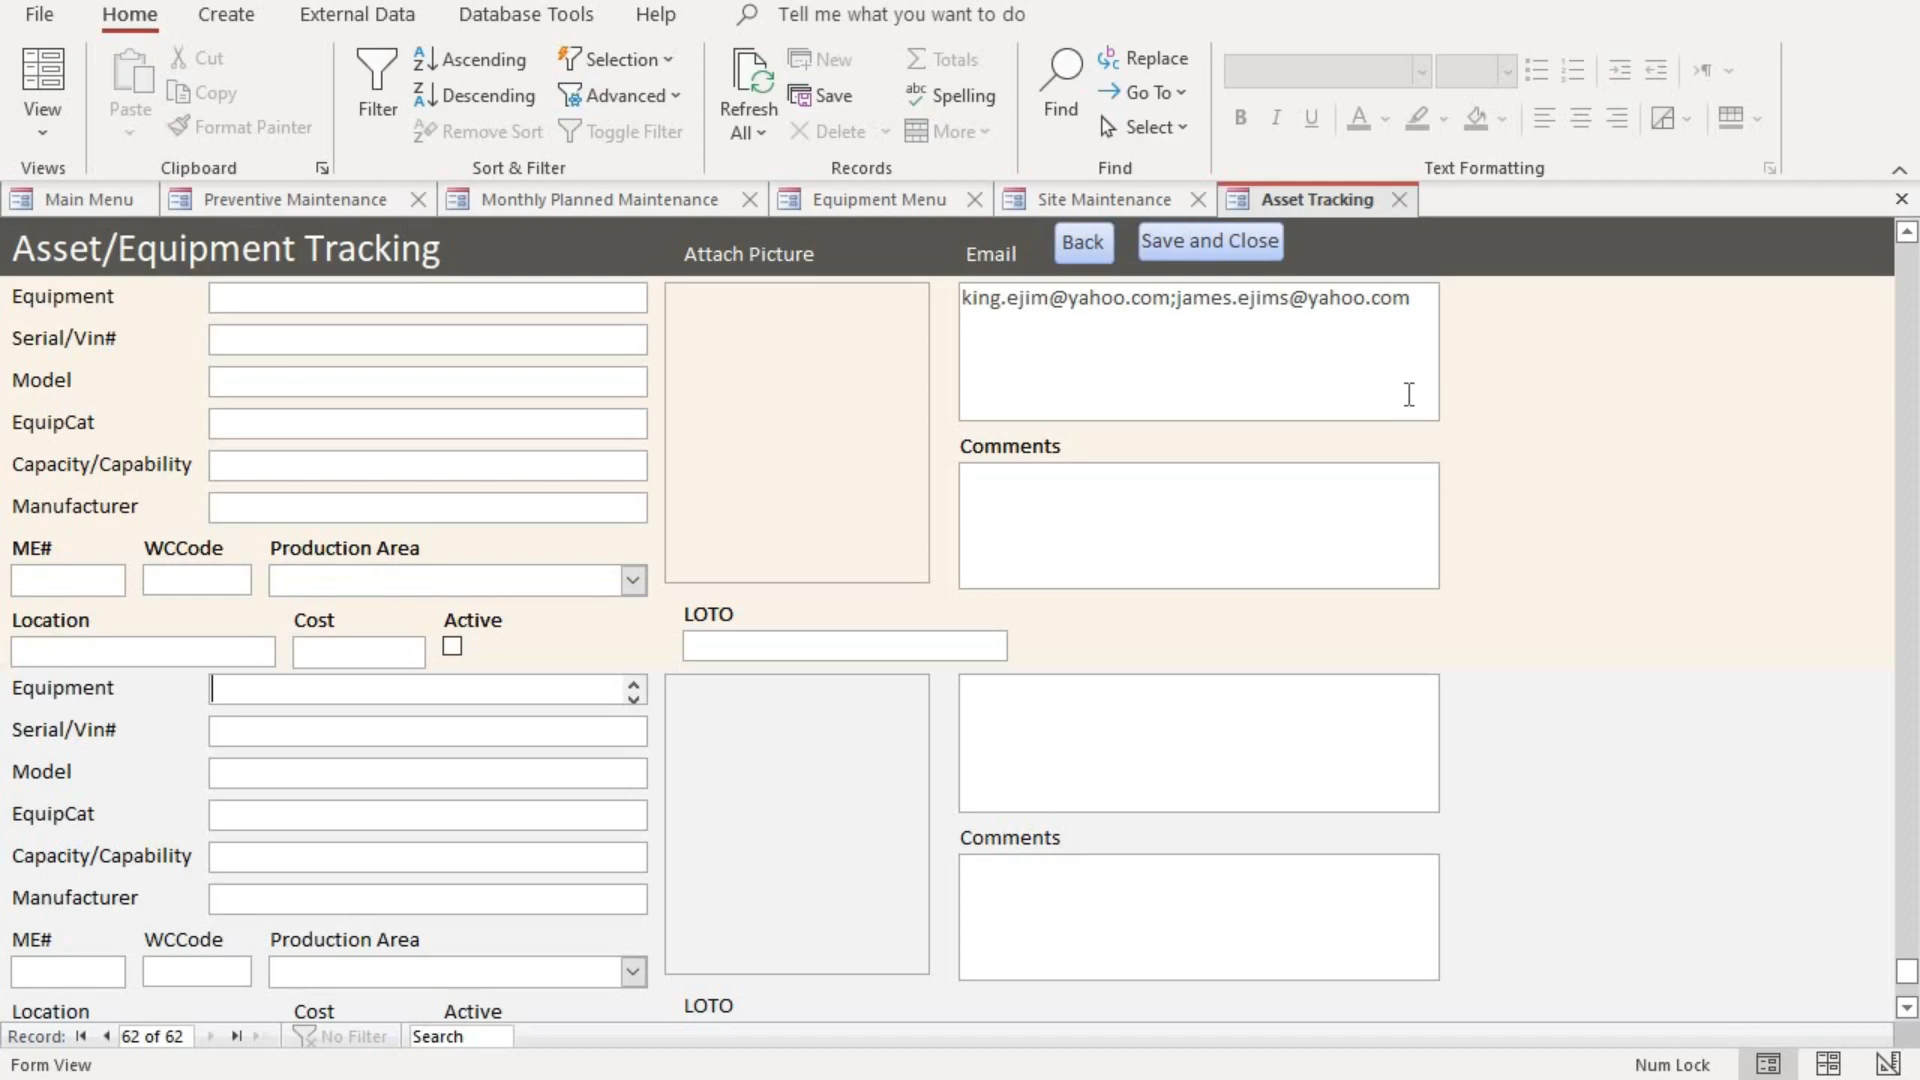 File Home Create External Data Database Tools Help Tell me what you want to do
View
Views
Paste
Cut
Copy
Format Painter
Clipboard
Filter
Ascending
Descending
Remove Sort
Selection
Advanced
Toggle Filter
Sort & Filter
Refresh
All
New
Save
Delete
Totals
Spelling
More
Records
Find
Replace
Go To
Select
Find
B I U
Text Formatting
Main Menu Preventive Maintenance Monthly Planned Maintenance Equipment Menu Site Maintenance Asset Tracking
Asset/Equipment Tracking Attach Picture Email Back Save and Close
Equipment
Serial/Vin#
Model
EquipCat
Capacity/Capability
Manufacturer
ME# WCCode Production Area
Location Cost Active
king.ejim@yahoo.com;james.ejims@yahoo.com
Comments
LOTO
Equipment
Serial/Vin#
Model
EquipCat
Capacity/Capability
Manufacturer
ME# WCCode Production Area
Location Cost Active
Comments
LOTO
Record: 62 of 62 No Filter Search
Form View Num Lock